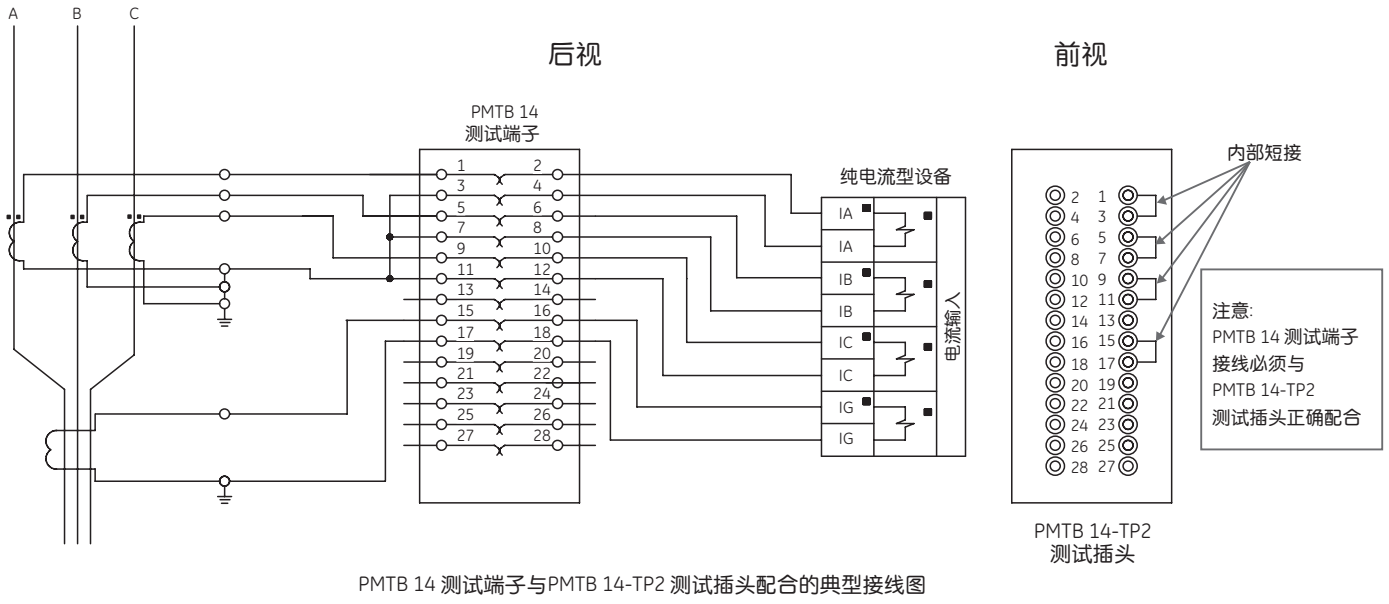 A B C
后视
前视
PMTB 14
测试端子
1 2
3 4
5 6
7 8
9 10
11 12
13 14
15 16
17 18
19 20
21 22
23 24
25 26
27 28
纯电流型设备
IA
IA
IB
IB
IC
IC
IG
IG
电流输入
内部短接
2 1
4 3
6 5
8 7
10 9
12 11
14 13
16 15
18 17
20 19
22 21
24 23
26 25
28 27
注意:
PMTB 14 测试端子
接线必须与
PMTB 14-TP2
测试插头正确配合
PMTB 14-TP2
测试插头
PMTB 14 测试端子与PMTB 14-TP2 测试插头配合的典型接线图